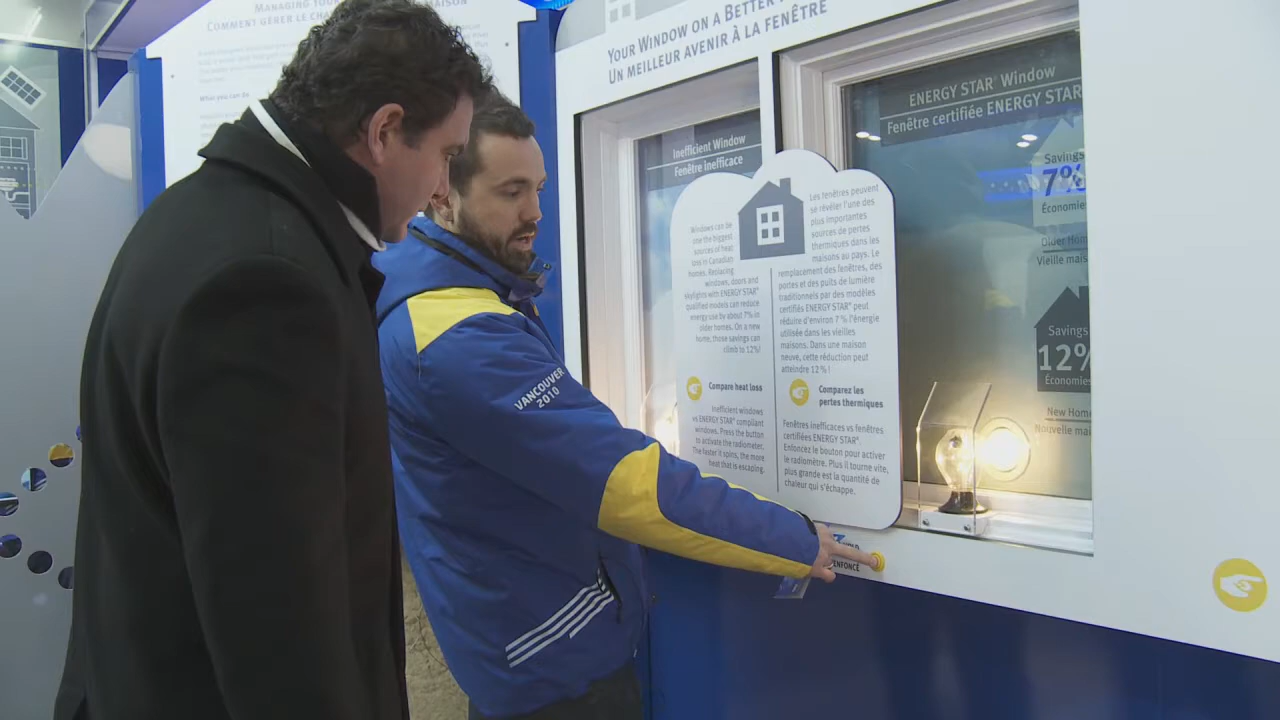 MANAGING YOUR
COMMENT GÉRER LE
MAISON
What you can do
YOUR WINDOW ON A BETTER
UN MEILLEUR AVENIR À LA FENÊTRE
Inefficient Window
Fenêtre inefficace
ENERGY STAR® Window
Fenêtre certifiée ENERGY STAR
Savings
7%
Économie
Older Home
Vieille mais
Savings
12%
Économies
New Home
Nouvelle mai
Windows can be
one the biggest
sources of heat
loss in Canadian
homes. Replacing
windows, doors and
skylights with ENERGY STAR®
qualified models can reduce
energy use by about 7% in
older homes. On a new
home, those savings can
climb to 12%!
Compare heat loss
Inefficient windows
vs ENERGY STAR® compliant
windows. Press the button
to activate the radiometer.
The faster it spins, the more
heat that is escaping.
Les fenêtres peuvent
se révéler l'une des
plus importantes
sources de pertes
thermiques dans les
maisons au pays. Le
remplacement des fenêtres, des
portes et des puits de lumière
traditionnels par des modèles
certifiés ENERGY STAR® peut
réduire d'environ 7 % l'énergie
utilisée dans les vieilles
maisons. Dans une maison
neuve, cette réduction peut
atteindre 12 % !
Comparez les
pertes thermiques
Fenêtres inefficaces vs fenêtres
certifiées ENERGY STAR®.
Enfoncez le bouton pour activer
le radiomètre. Plus il tourne vite,
plus grande est la quantité de
chaleur qui s'échappe.
VANCOUVER
2010
ENFONCÉ